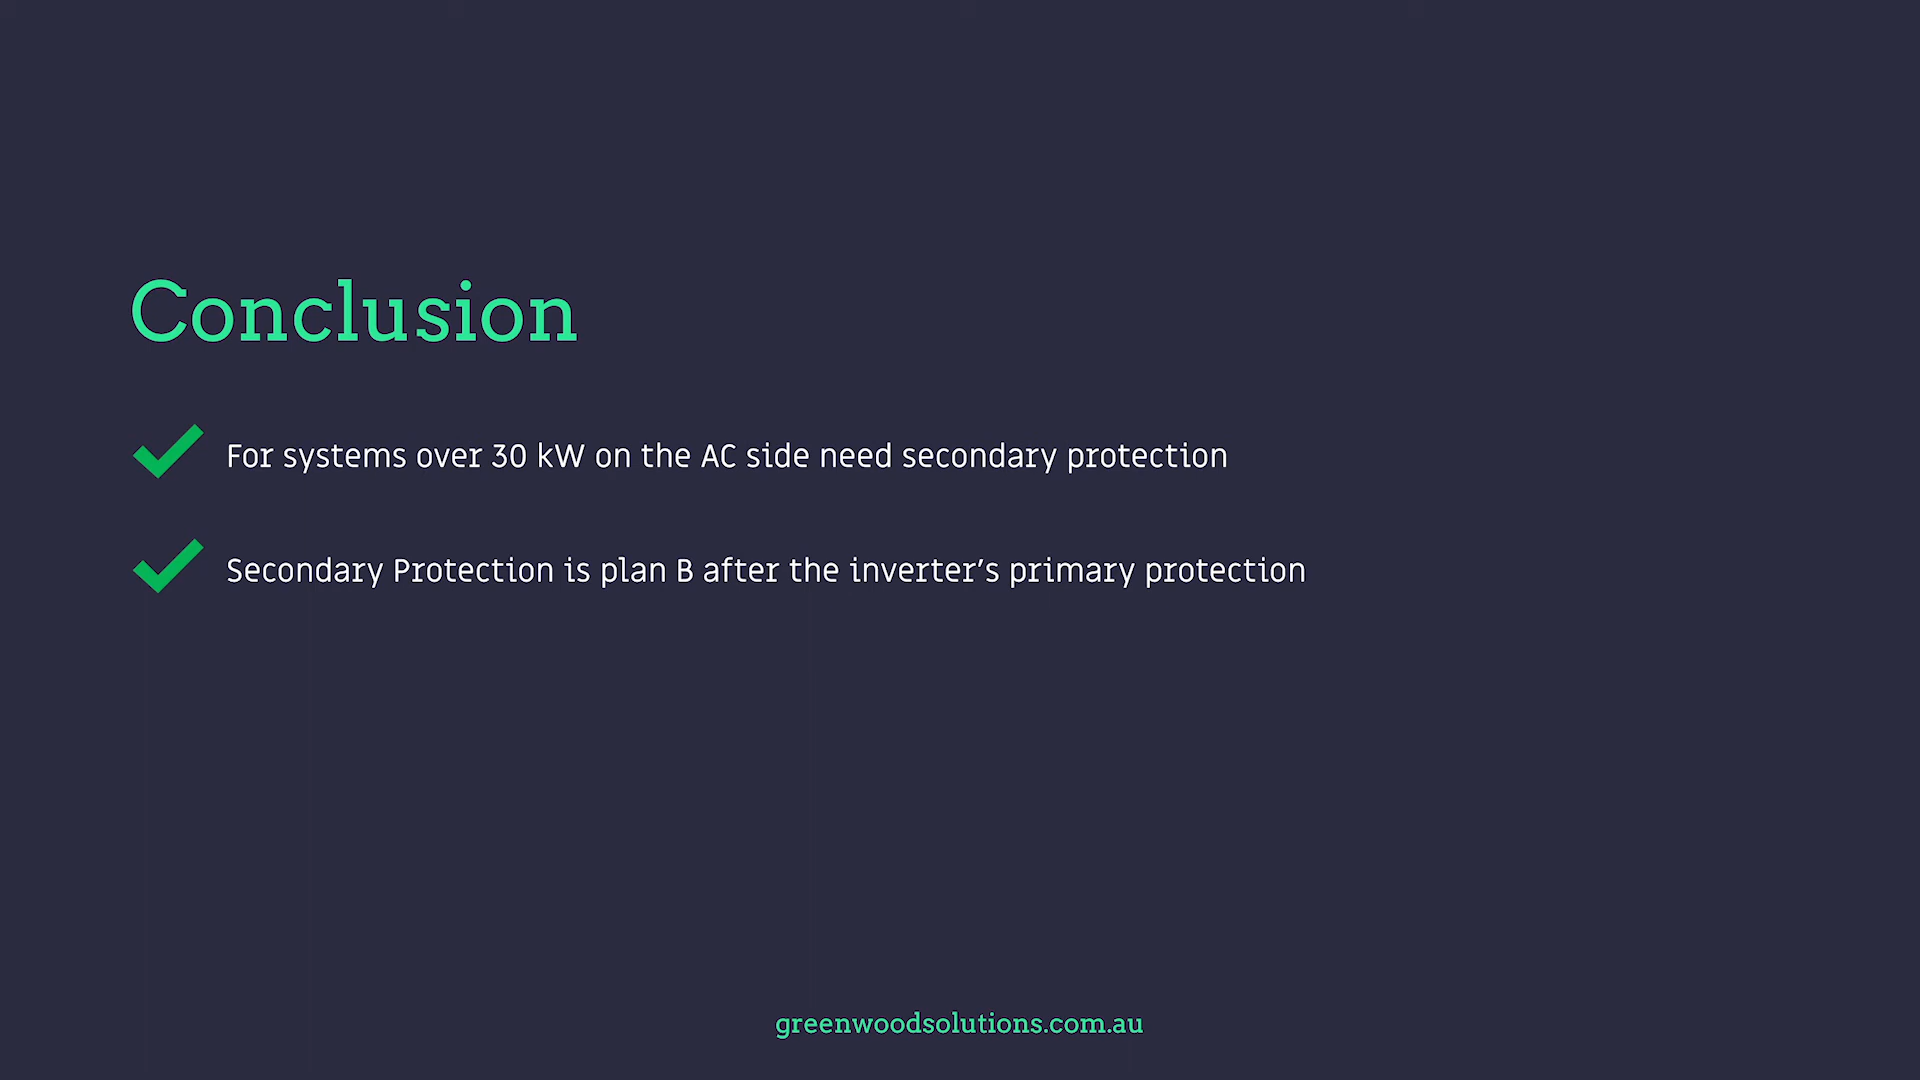 Conclusion
For systems over 30 kW on the AC side need secondary protection
Secondary Protection is plan B after the inverter’s primary protection
greenwoodsolutions.com.au